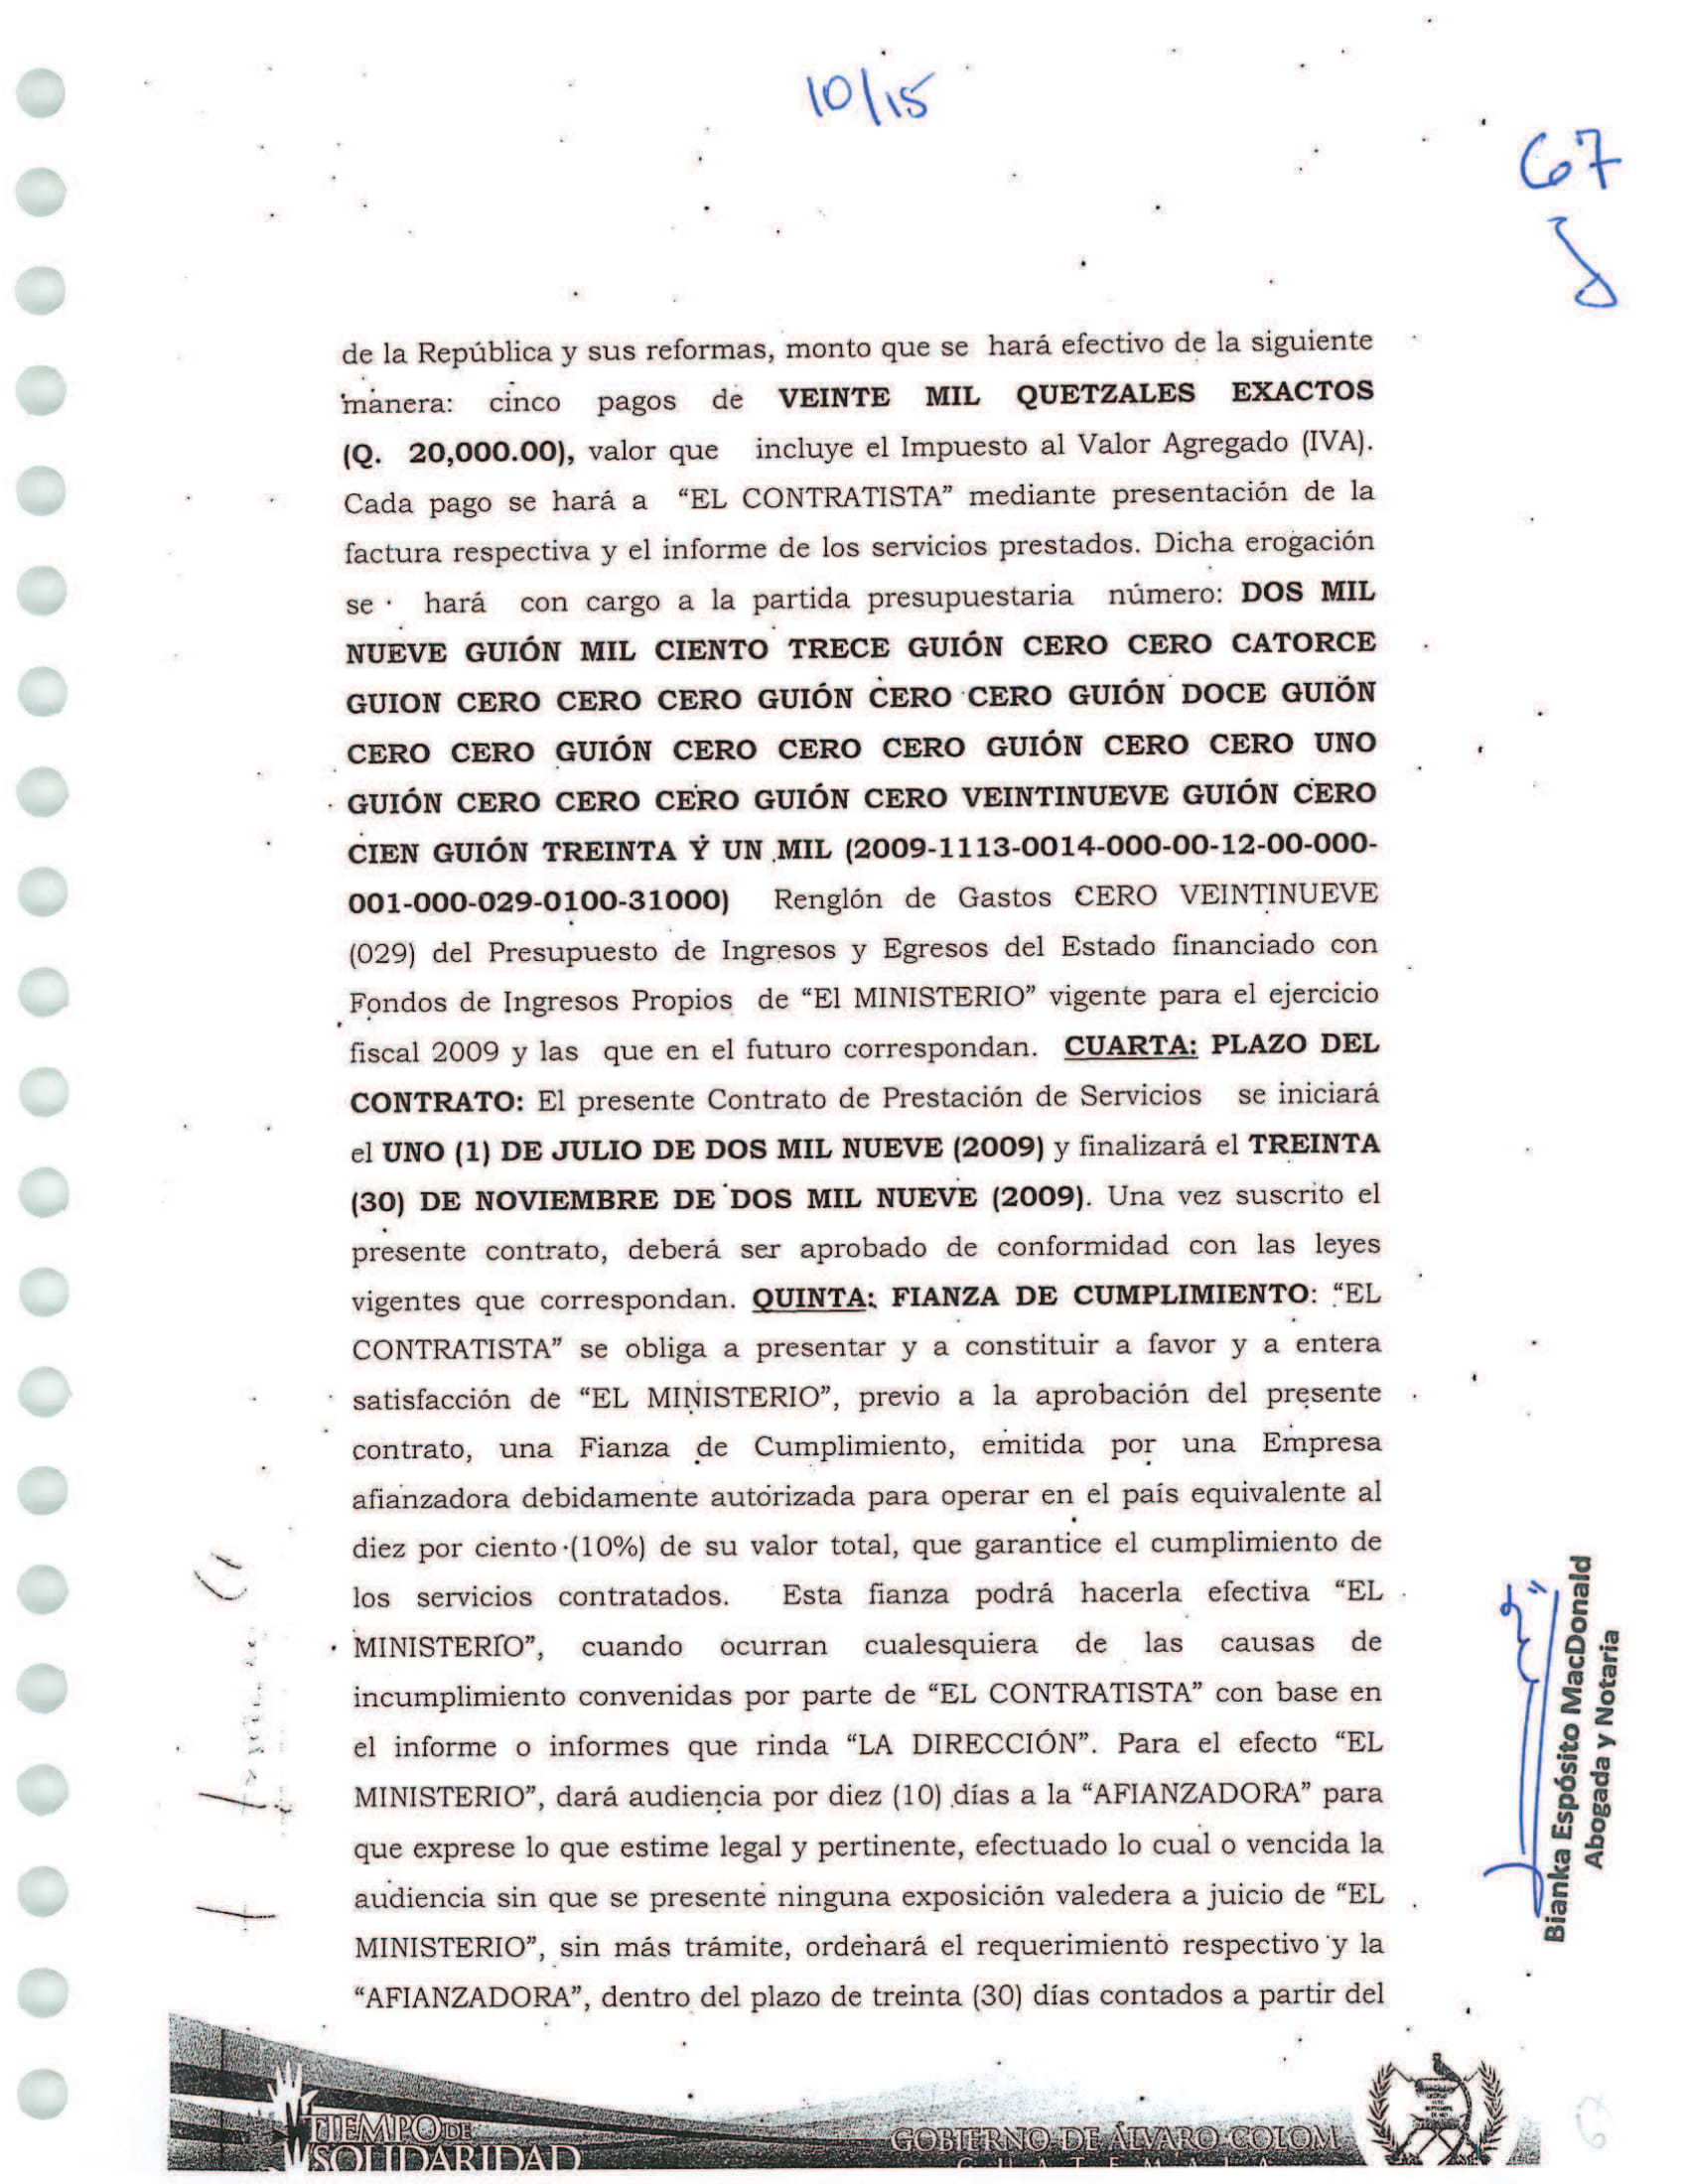 10/15
67
de la República y sus reformas, monto que se hará efectivo de la siguiente
manera: cinco pagos de VEINTE MIL QUETZALES EXACTOS
(Q. 20,000.00), valor que incluye el Impuesto al Valor Agregado (IVA).
Cada pago se hará a “EL CONTRATISTA” mediante presentación de la
factura respectiva y el informe de los servicios prestados. Dicha erogación
se hará con cargo a la partida presupuestaria número: DOS MIL
NUEVE GUIÓN MIL CIENTO TRECE GUIÓN CERO CERO CATORCE
GUION CERO CERO CERO GUIÓN CERO CERO GUIÓN DOCE GUIÓN
CERO CERO GUIÓN CERO CERO CERO GUIÓN CERO CERO UNO
GUIÓN CERO CERO CERO GUIÓN CERO VEINTINUEVE GUIÓN CERO
CIEN GUIÓN TREINTA Y UN MIL (2009-1113-0014-000-00-12-00-000-
001-000-029-0100-31000) Renglón de Gastos CERO VEINTINUEVE
(029) del Presupuesto de Ingresos y Egresos del Estado financiado con
Fondos de Ingresos Propios de “El MINISTERIO” vigente para el ejercicio
fiscal 2009 y las que en el futuro correspondan. CUARTA: PLAZO DEL
CONTRATO: El presente Contrato de Prestación de Servicios se iniciará
el UNO (1) DE JULIO DE DOS MIL NUEVE (2009) y finalizará el TREINTA
(30) DE NOVIEMBRE DE DOS MIL NUEVE (2009). Una vez suscrito el
presente contrato, deberá ser aprobado de conformidad con las leyes
vigentes que correspondan. QUINTA: FIANZA DE CUMPLIMIENTO: “EL
CONTRATISTA” se obliga a presentar y a constituir a favor y a entera
satisfacción de “EL MINISTERIO”, previo a la aprobación del presente
contrato, una Fianza de Cumplimiento, emitida por una Empresa
afianzadora debidamente autorizada para operar en el país equivalente al
diez por ciento (10%) de su valor total, que garantice el cumplimiento de
los servicios contratados. Esta fianza podrá hacerla efectiva “EL
MINISTERIO”, cuando ocurran cualesquiera de las causas de
incumplimiento convenidas por parte de “EL CONTRATISTA” con base en
el informe o informes que rinda “LA DIRECCIÓN”. Para el efecto “EL
MINISTERIO”, dará audiencia por diez (10) días a la “AFIANZADORA” para
que exprese lo que estime legal y pertinente, efectuado lo cual o vencida la
audiencia sin que se presente ninguna exposición valedera a juicio de “EL
MINISTERIO”, sin más trámite, ordenará el requerimiento respectivo y la
“AFIANZADORA”, dentro del plazo de treinta (30) días contados a partir del
Bianka Espósito MacDonald
Abogada y Notaria
TIEMPO DE
SOLIDARIDAD
GOBIERNO DE ÁLVARO COLOM
GUATEMALA